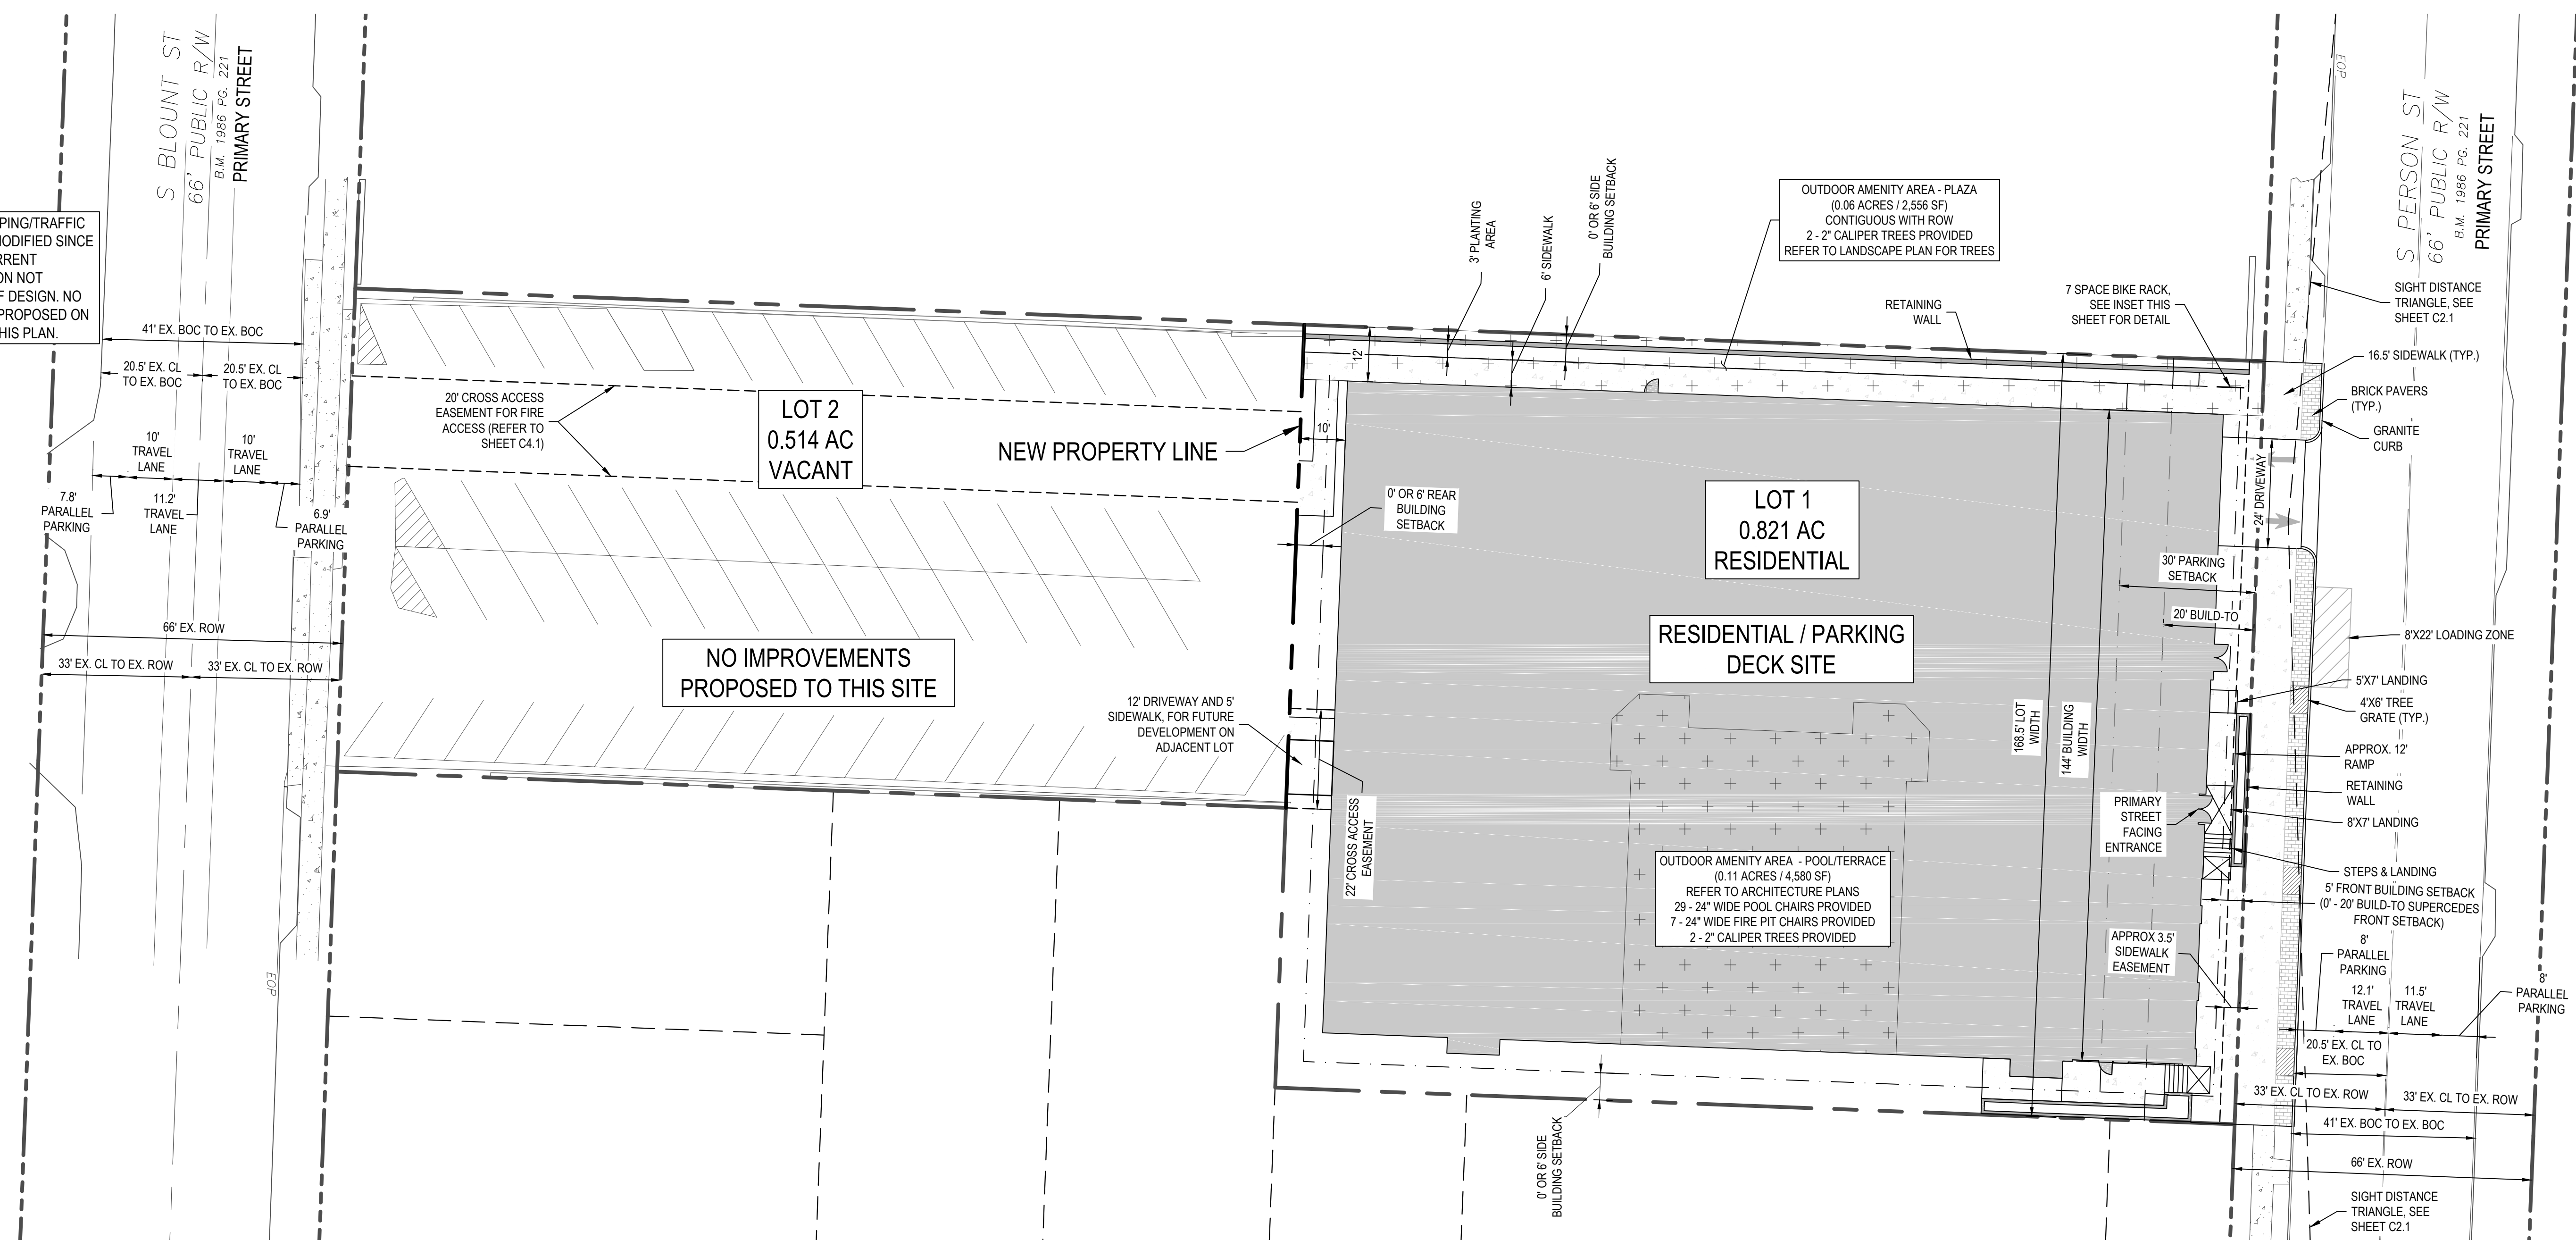 S BLOUNT ST
66' PUBLIC R/W
B.M. 1986 PG. 221
PRIMARY STREET
PING/TRAFFIC
MODIFIED SINCE
RRENT
ON NOT
F DESIGN. NO
PROPOSED ON
HIS PLAN.
41' EX. BOC TO EX. BOC
20.5' EX. CL
TO EX. BOC
20.5' EX. CL
TO EX. BOC
10'
TRAVEL
LANE
10'
TRAVEL
LANE
7.8'
PARALLEL
PARKING
11.2'
TRAVEL
LANE
6.9'
PARALLEL
PARKING
66' EX. ROW
33' EX. CL TO EX. ROW
33' EX. CL TO EX. ROW
EOP
20' CROSS ACCESS
EASEMENT FOR FIRE
ACCESS (REFER TO
SHEET C4.1)
LOT 2
0.514 AC
VACANT
NEW PROPERTY LINE
NO IMPROVEMENTS
PROPOSED TO THIS SITE
12' DRIVEWAY AND 5'
SIDEWALK, FOR FUTURE
DEVELOPMENT ON
ADJACENT LOT
22' CROSS ACCESS
EASEMENT
12'
10'
0' OR 6' REAR
BUILDING
SETBACK
3' PLANTING
AREA
6' SIDEWALK
0' OR 6' SIDE
BUILDING SETBACK
OUTDOOR AMENITY AREA - PLAZA
(0.06 ACRES / 2,556 SF)
CONTIGUOUS WITH ROW
2 - 2" CALIPER TREES PROVIDED
REFER TO LANDSCAPE PLAN FOR TREES
RETAINING
WALL
7 SPACE BIKE RACK,
SEE INSET THIS
SHEET FOR DETAIL
LOT 1
0.821 AC
RESIDENTIAL
RESIDENTIAL / PARKING
DECK SITE
168.5' LOT
WIDTH
144' BUILDING
WIDTH
30' PARKING
SETBACK
20' BUILD-TO
24' DRIVEWAY
PRIMARY
STREET
FACING
ENTRANCE
OUTDOOR AMENITY AREA - POOL/TERRACE
(0.11 ACRES / 4,580 SF)
REFER TO ARCHITECTURE PLANS
29 - 24" WIDE POOL CHAIRS PROVIDED
7 - 24" WIDE FIRE PIT CHAIRS PROVIDED
2 - 2" CALIPER TREES PROVIDED
APPROX 3.5'
SIDEWALK
EASEMENT
0' OR 6' SIDE
BUILDING SETBACK
EOP
S PERSON ST
66' PUBLIC R/W
B.M. 1986 PG. 221
PRIMARY STREET
SIGHT DISTANCE
TRIANGLE, SEE
SHEET C2.1
16.5' SIDEWALK (TYP.)
BRICK PAVERS
(TYP.)
GRANITE
CURB
8'X22' LOADING ZONE
5'X7' LANDING
4'X6' TREE
GRATE (TYP.)
APPROX. 12'
RAMP
RETAINING
WALL
8'X7' LANDING
STEPS & LANDING
5' FRONT BUILDING SETBACK
(0' - 20' BUILD-TO SUPERCEDES
FRONT SETBACK)
8'
PARALLEL
PARKING
12.1'
TRAVEL
LANE
11.5'
TRAVEL
LANE
8'
PARALLEL
PARKING
20.5' EX. CL TO
EX. BOC
33' EX. CL TO EX. ROW
33' EX. CL TO EX. ROW
41' EX. BOC TO EX. BOC
66' EX. ROW
SIGHT DISTANCE
TRIANGLE, SEE
SHEET C2.1